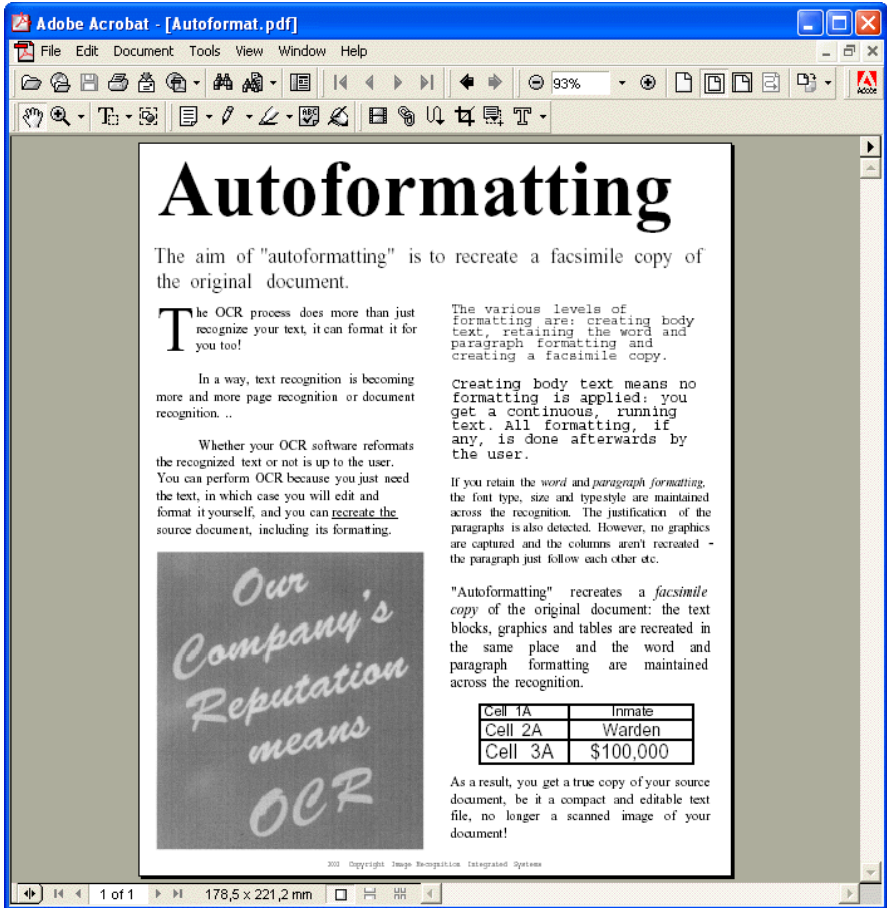 Adobe Acrobat - [Autoformat.pdf]
File Edit Document Tools View Window Help
93%
Adobe
Autoformatting
The aim of "autoformatting" is to recreate a facsimile copy of
the original document.
The OCR process does more than just
recognize your text, it can format it for
you too!
In a way, text recognition is becoming
more and more page recognition or document
recognition. ..
Whether your OCR software reformats
the recognized text or not is up to the user.
You can perform OCR because you just need
the text, in which case you will edit and
format it yourself, and you can recreate the
source document, including its formatting.
Our
Company's
Reputation
means
OCR
The various levels of
formatting are: creating body
text, retaining the word and
paragraph formatting and
creating a facsimile copy.
Creating body text means no
formatting is applied: you
get a continuous, running
text. All formatting, if
any, is done afterwards by
the user.
If you retain the word and paragraph formatting,
the font type, size and typestyle are maintained
across the recognition. The justification of the
paragraphs is also detected. However, no graphics
are captured and the columns aren't recreated -
the paragraph just follow each other etc.
"Autoformatting" recreates a facsimile
copy of the original document: the text
blocks, graphics and tables are recreated in
the same place and the word and
paragraph formatting are maintained
across the recognition.
Cell 1A Inmate
Cell 2A Warden
Cell 3A $100,000
As a result, you get a true copy of your source
document, be it a compact and editable text
file, no longer a scanned image of your
document!
Copyright Image Recognition Integrated Systems
1 of 1 178,5 x 221,2 mm